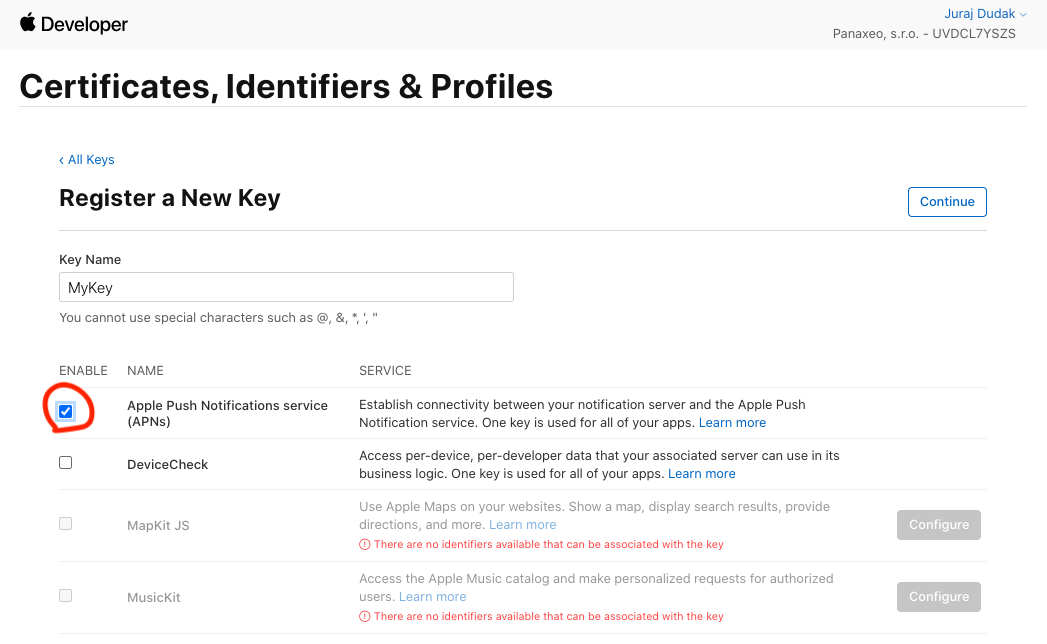 Developer
Juraj Dudak
Panaxeo, s.r.o. - UVDCL7YSZS
Certificates, Identifiers & Profiles
‹ All Keys
Register a New Key
Continue
Key Name
MyKey
You cannot use special characters such as @, &, *, ', "
ENABLE NAME SERVICE
Apple Push Notifications service
(APNs)
Establish connectivity between your notification server and the Apple Push
Notification service. One key is used for all of your apps. Learn more
DeviceCheck
Access per-device, per-developer data that your associated server can use in its
business logic. One key is used for all of your apps. Learn more
MapKit JS
Use Apple Maps on your websites. Show a map, display search results, provide
directions, and more. Learn more
There are no identifiers available that can be associated with the key
Configure
MusicKit
Access the Apple Music catalog and make personalized requests for authorized
users. Learn more
There are no identifiers available that can be associated with the key
Configure